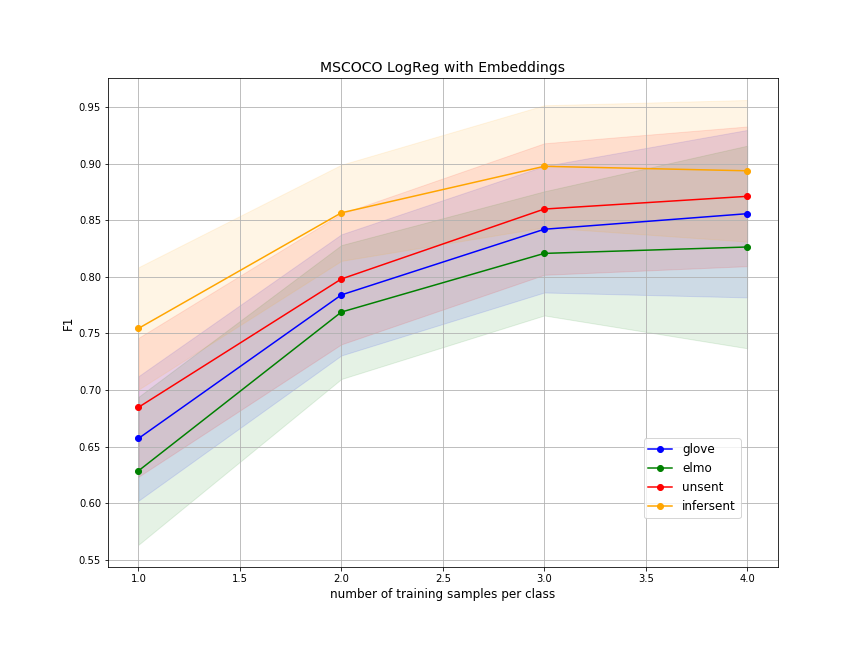 MSCOCO LogReg with Embeddings
F1
0.95
0.90
0.85
0.80
0.75
0.70
0.65
0.60
0.55
glove
elmo
unsent
infersent
1.0 1.5 2.0 2.5 3.0 3.5 4.0
number of training samples per class